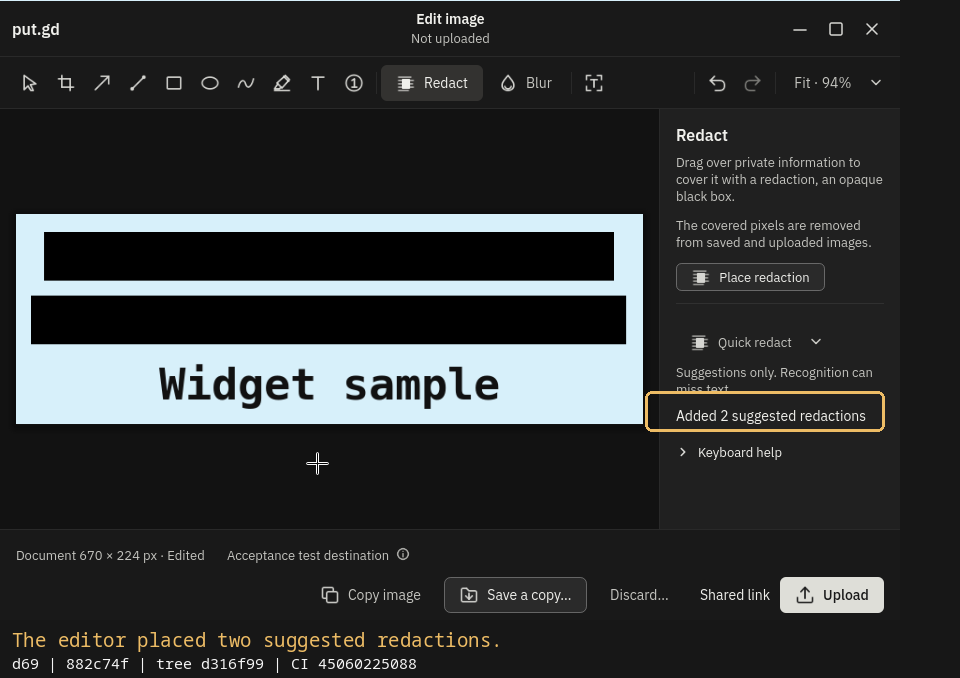 put.gd
Edit image
Not uploaded
Redact
Blur
Fit · 94%
Redact
Drag over private information to
cover it with a redaction, an opaque
black box.
The covered pixels are removed
from saved and uploaded images.
Place redaction
Quick redact
Suggestions only. Recognition can
miss text.
Added 2 suggested redactions
Keyboard help
Widget sample
Document 670 × 224 px · Edited
Acceptance test destination
Copy image
Save a copy...
Discard...
Shared link
Upload
The editor placed two suggested redactions.
d69 | 882c74f | tree d316f99 | CI 45060225088